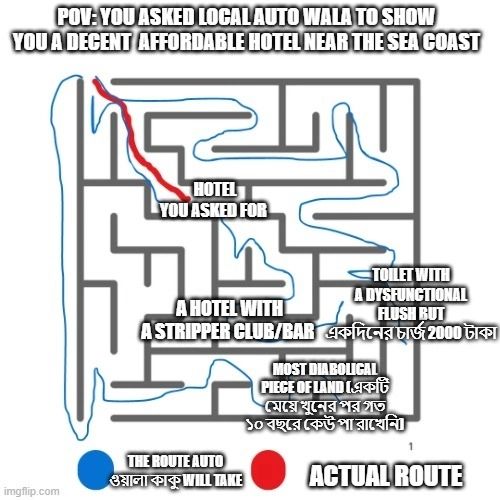 POV: YOU ASKED LOCAL AUTO WALA TO SHOW
YOU A DECENT AFFORDABLE HOTEL NEAR THE SEA COAST
HOTEL
YOU ASKED FOR
TOILET WITH
A DYSFUNCTIONAL
FLUSH BUT
একদিনের চার্জ 2000 টাকা
A HOTEL WITH
A STRIPPER CLUB/BAR
MOST DIABOLICAL
PIECE OF LAND (একটি
মেয়ে খুনের পর গত
১০ বছরে কেউ পা রাখেনি)
1
THE ROUTE AUTO
ওয়ালা কাকু WILL TAKE
ACTUAL ROUTE
imgflip.com